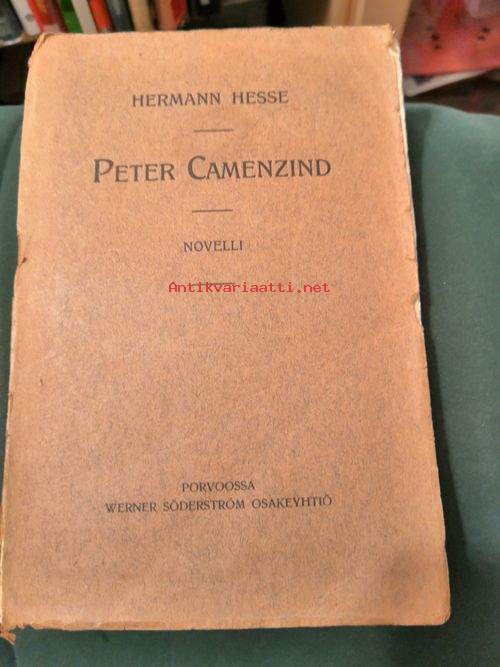 HERMANN HESSE
PETER CAMENZIND
NOVELLI
Antikvariaatti.net
PORVOOSSA
WERNER SÖDERSTRÖM OSAKEYHTIÖ